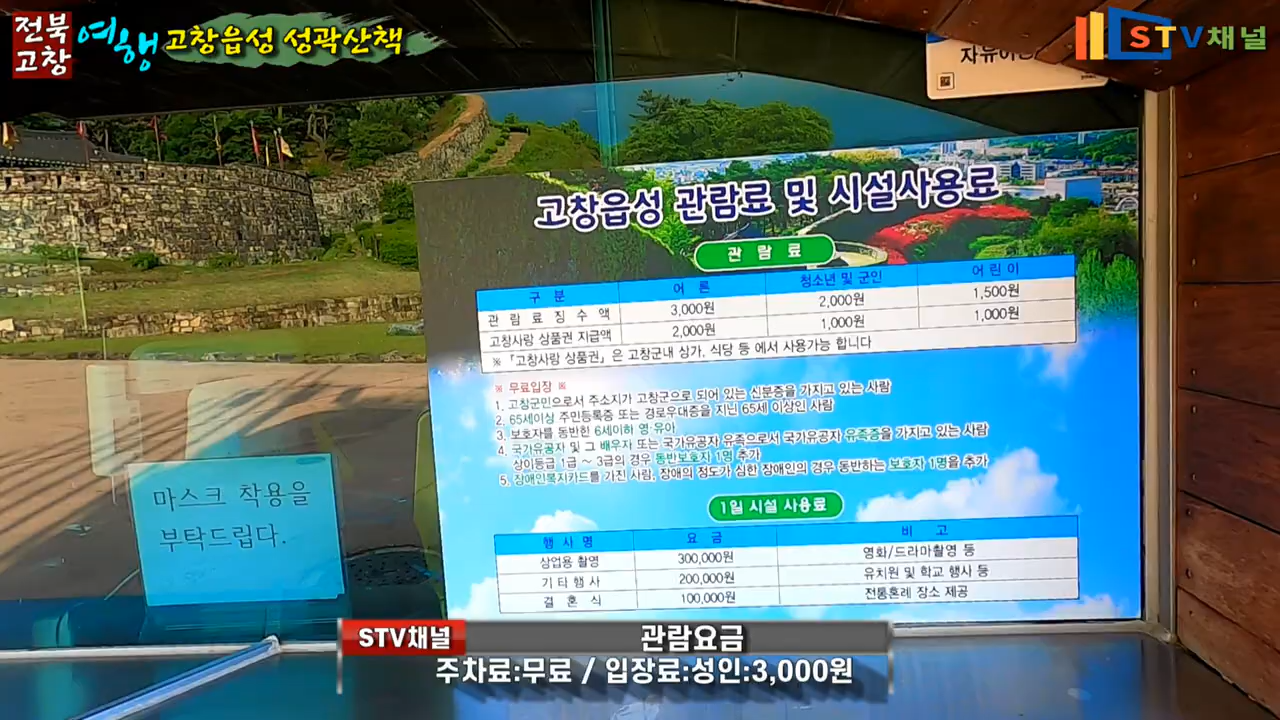 전북
고창
여행
고창읍성 성곽산책
STV채널
고창읍성 관람료 및 시설사용료
관 람 료
구 분 어 른 청소년 및 군인 어 린 이
관 람 료 징 수 액 3,000원 2,000원 1,500원
고창사랑 상품권 지급액 2,000원 1,000원 1,000원
※ 「고창사랑 상품권」은 고창군내 상가, 식당 등 에서 사용가능 합니다
※ 무료입장 ※
1. 고창군민으로서 주소지가 고창군으로 되어 있는 신분증을 가지고 있는 사람
2. 65세이상 주민등록증 또는 경로우대증을 지닌 65세 이상인 사람
3. 보호자를 동반한 6세이하 영·유아
4. 국가유공자 및 그 배우자 또는 국가유공자 유족으로서 국가유공자 유족증을 가지고 있는 사람
상이등급 1급 ~ 3급의 경우 동반보호자 1명 추가
5. 장애인복지카드를 가진 사람, 장애의 정도가 심한 장애인의 경우 동반하는 보호자 1명을 추가
1일 시설 사용료
행 사 명 요 금 비 고
상업용 촬영 300,000원 영화/드라마촬영 등
기 타 행 사 200,000원 유치원 및 학교 행사 등
결 혼 식 100,000원 전통혼례 장소 제공
마스크 착용을
부탁드립다.
STV채널 관람요금
주차료:무료 / 입장료:성인:3,000원